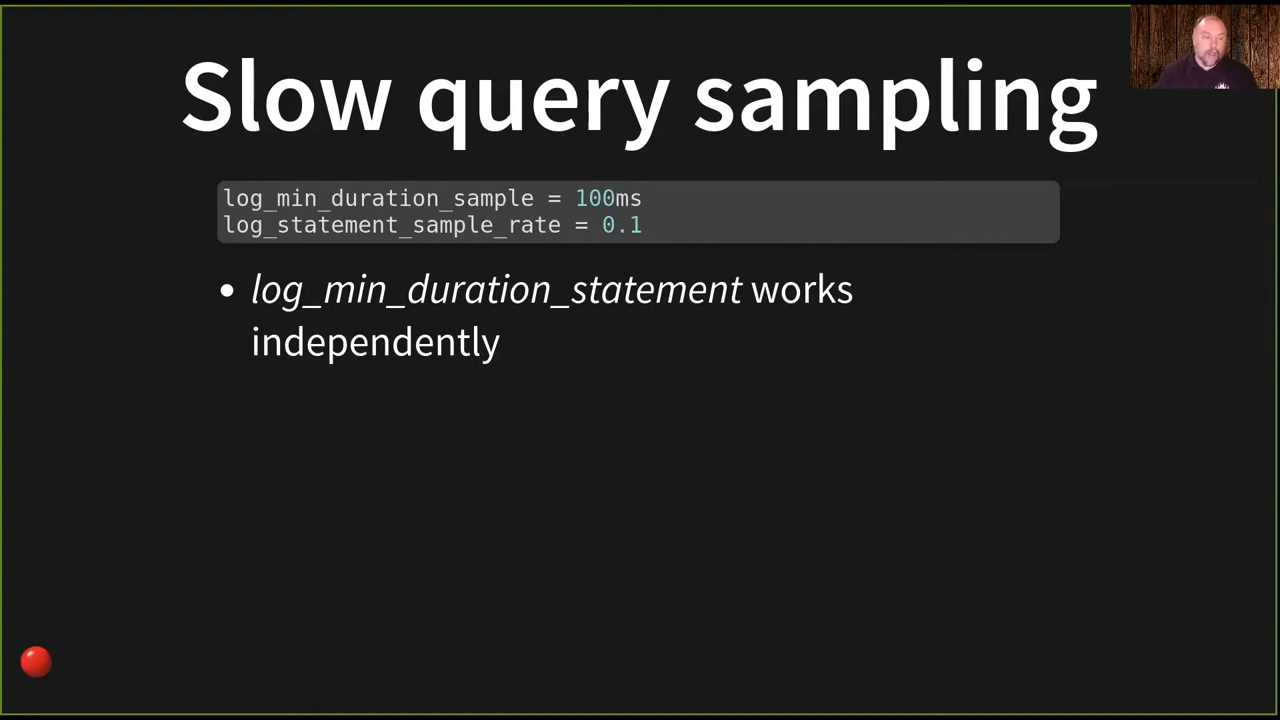 Slow query sampling
log_min_duration_sample = 100ms
log_statement_sample_rate = 0.1
• log_min_duration_statement works
independently